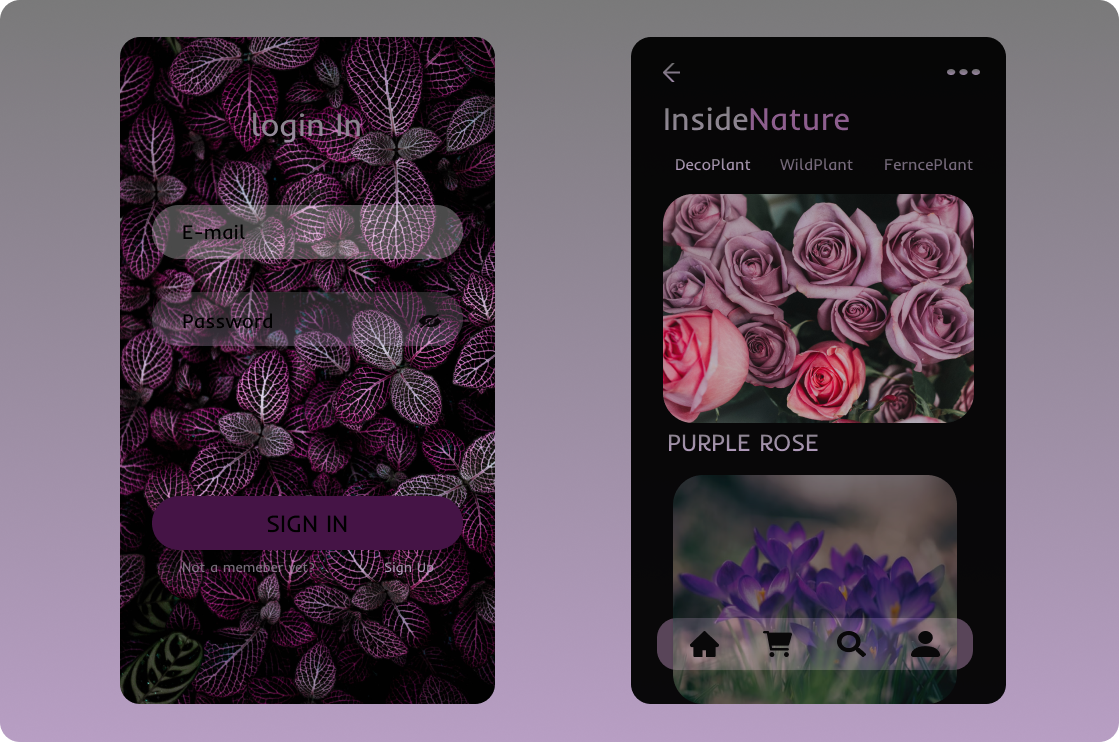 login In
E-mail
Password
SIGN IN
Not a memeber yet? Sign Up
InsideNature
DecoPlant WildPlant FerncePlant
PURPLE ROSE